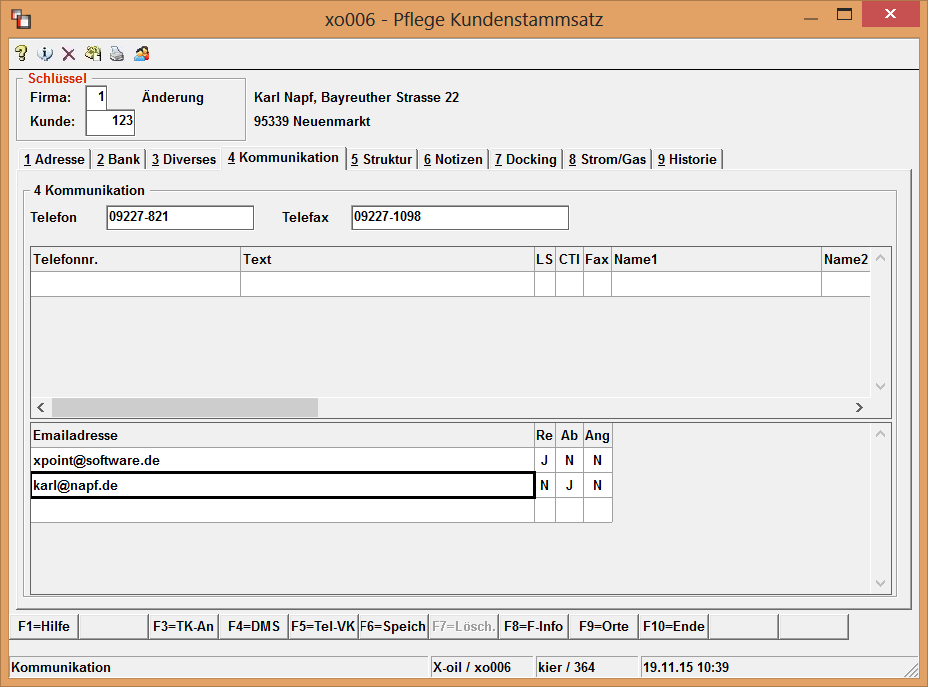 xo006 - Pflege Kundenstammsatz
Schlüssel
Firma: 1 Änderung Karl Napf, Bayreuther Strasse 22
Kunde: 123 95339 Neuenmarkt
1 Adresse 2 Bank 3 Diverses 4 Kommunikation 5 Struktur 6 Notizen 7 Docking 8 Strom/Gas 9 Historie
4 Kommunikation
Telefon 09227-821 Telefax 09227-1098
Telefonnr. Text LS CTI Fax Name1 Name2
Emailadresse Re Ab Ang
xpoint@software.de J N N
karl@napf.de N J N
F1=Hilfe F3=TK-An F4=DMS F5=Tel-VK F6=Speich F7=Lösch. F8=F-Info F9=Orte F10=Ende
Kommunikation X-oil / xo006 kier / 364 19.11.15 10:39